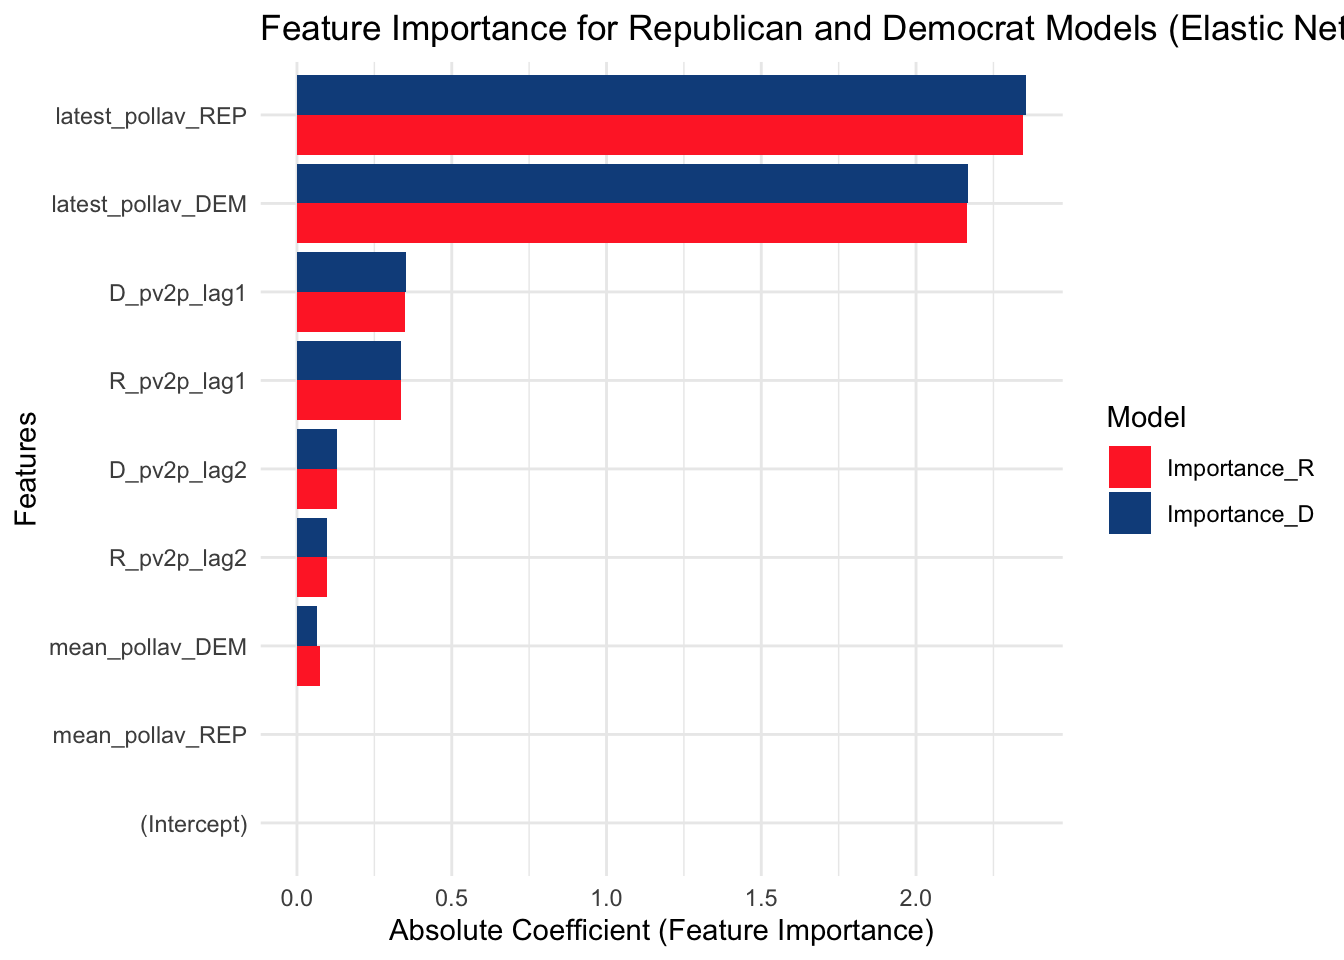 Feature Importance for Republican and Democrat Models (Elastic Net
latest_pollav_REP
latest_pollav_DEM
D_pv2p_lag1
R_pv2p_lag1
D_pv2p_lag2
R_pv2p_lag2
mean_pollav_DEM
mean_pollav_REP
(Intercept)
Features
0.0 0.5 1.0 1.5 2.0
Absolute Coefficient (Feature Importance)
Model
Importance_R
Importance_D